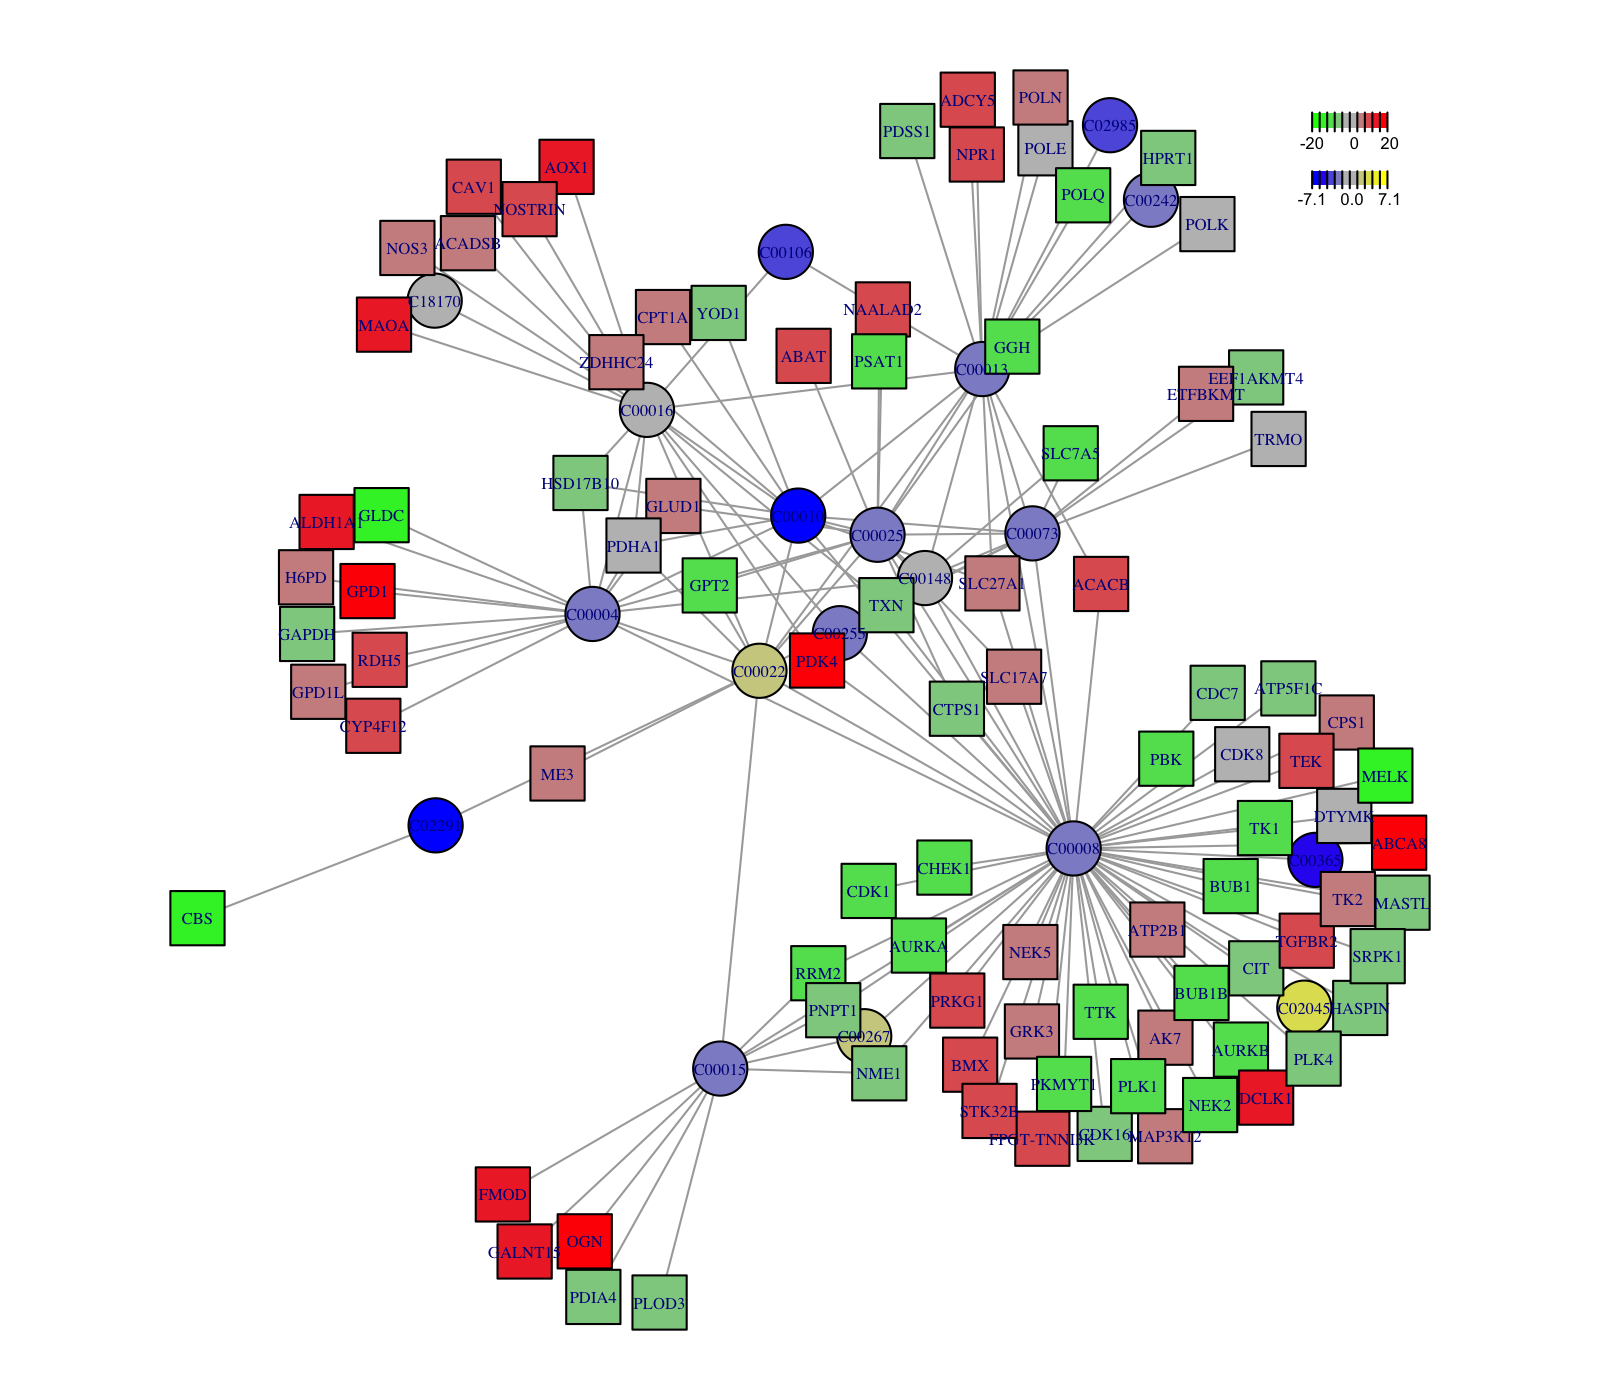 ADCY5
POLN
C02985
-20 0 20
PDSS1
NPR1
POLE
HPRT1
AOX1
CAV1
NOSTRIN
POLQ
C00242
-7.1 0.0 7.1
POLK
NOS3
ACADSB
C00106
C18170
MAOA
CPT1A
YOD1
NAALAD2
ZDHHC24
ABAT
PSAT1
GGH
C00013
EEF1AKMT4
ETFBKMT
C00016
TRMO
SLC7A5
HSD17B10
GLUD1
ALDH1A1
GLDC
C00010
C00025
C00073
PDHA1
H6PD
GPD1
GPT2
C00148
SLC27A1
ACACB
TXN
C00004
GAPDH
C00255
RDH5
PDK4
C00022
SLC17A7
GPD1L
CTPS1
CYP4F12
CDC7
ATP5F1C
CPS1
PBK
CDK8
TEK
MELK
ME3
C02291
DTYMK
TK1
C00008
ABCA8
C00365
CHEK1
CDK1
BUB1
TK2
MASTL
CBS
ATP2B1
AURKA
NEK5
TGFBR2
SRPK1
CIT
RRM2
BUB1B
PRKG1
PNPT1
TTK
C02045
HASPIN
C00267
GRK3
AK7
AURKB
PLK4
C00015
NME1
BMX
PKMYT1
PLK1
STK32B
NEK2
DCLK1
FPGT-TNNI3K
CDK16
MAP3K12
FMOD
GALNT15
OGN
PDIA4
PLOD3